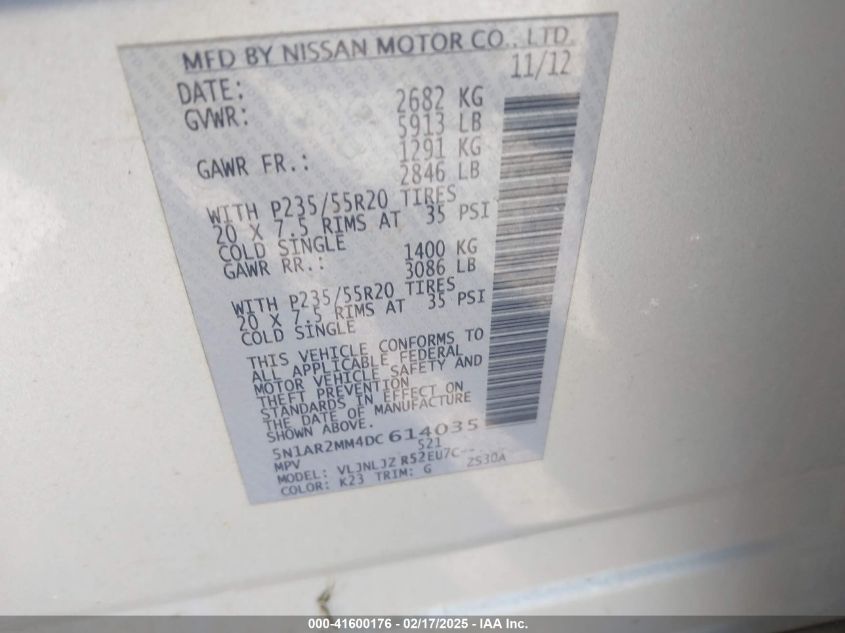 MFD BY NISSAN MOTOR CO., LTD.
DATE: 11/12
GVWR: 2682 KG
5913 LB
GAWR FR.: 1291 KG
2846 LB
WITH P235/55R20 TIRES
20 X 7.5 RIMS AT 35 PSI
COLD SINGLE
GAWR RR.: 1400 KG
3086 LB
WITH P235/55R20 TIRES
20 X 7.5 RIMS AT 35 PSI
COLD SINGLE
THIS VEHICLE CONFORMS TO
ALL APPLICABLE FEDERAL
MOTOR VEHICLE SAFETY AND
THEFT PREVENTION
STANDARDS IN EFFECT ON
THE DATE OF MANUFACTURE
SHOWN ABOVE.
5N1AR2MM4DC614035
MPV 521
MODEL: VLJNLJZ R52EU7C--
COLOR: K23 TRIM: G 2S30A
000-41600176 - 02/17/2025 - IAA Inc.